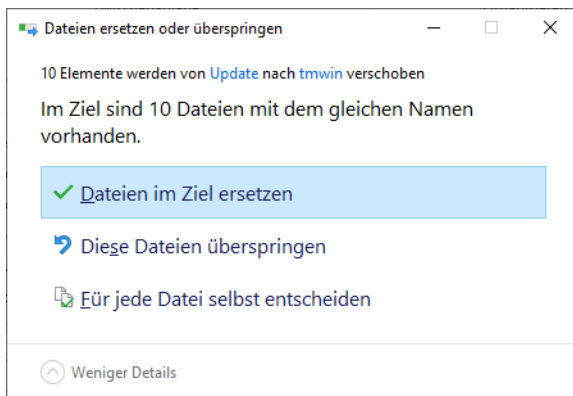 Dateien ersetzen oder überspringen
10 Elemente werden von Update nach tmwin verschoben
Im Ziel sind 10 Dateien mit dem gleichen Namen
vorhanden.
Dateien im Ziel ersetzen
Diese Dateien überspringen
Für jede Datei selbst entscheiden
Weniger Details